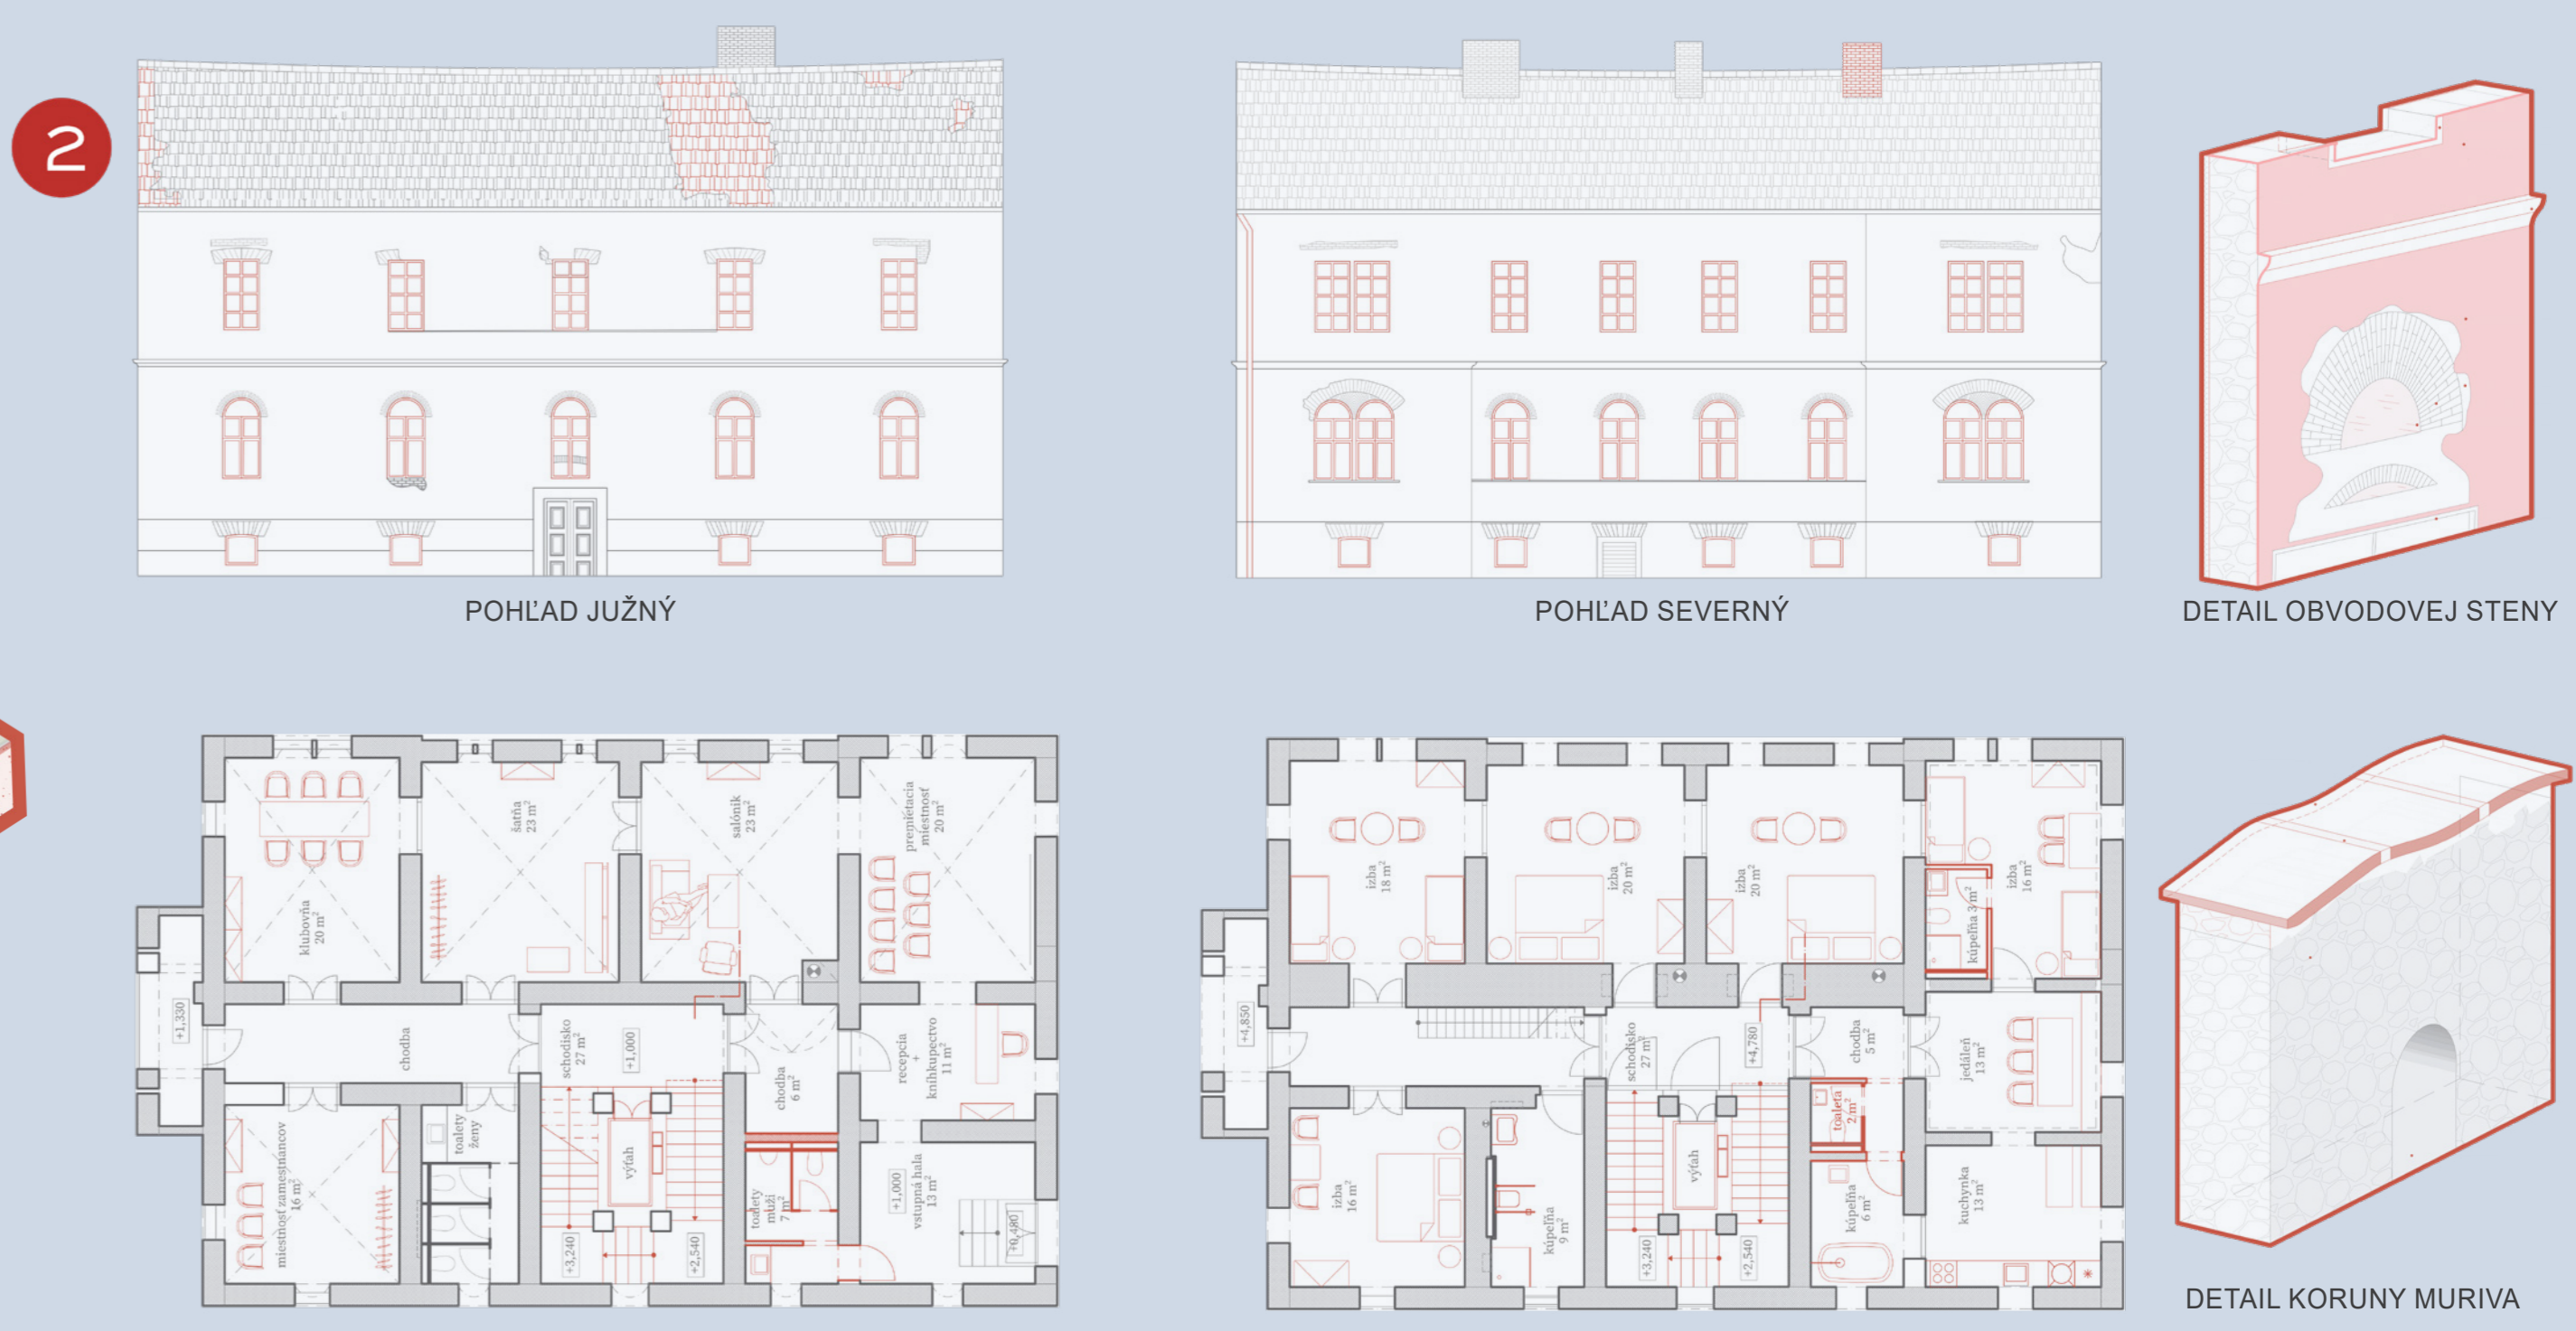 2
POHĽAD JUŽNÝ
POHĽAD SEVERNÝ
DETAIL OBVODOVEJ STENY
klubovňa
20 m²
šatňa
23 m²
salónik
23 m²
premietacia
miestnosť
20 m²
+1,330
chodba
schodisko
27 m²
+1,000
chodba
6 m²
recepcia
+
kníhkupectvo
11 m²
miestnosť zamestnancov
16 m²
toalety
ženy
výťah
+3,240
+2,540
toalety
muži
7 m²
+1,000
vstupná hala
13 m²
+0,480
izba
18 m²
izba
20 m²
izba
20 m²
kúpeľňa 3 m²
izba
16 m²
+4,850
schodisko
27 m²
+4,780
chodba
5 m²
jedáleň
13 m²
izba
16 m²
kúpeľňa
9 m²
výťah
+3,240
+2,540
toaleta
2 m²
kúpeľňa
6 m²
kuchynka
13 m²
DETAIL KORUNY MURIVA